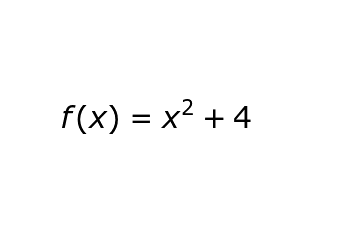 f(x) = x² + 4